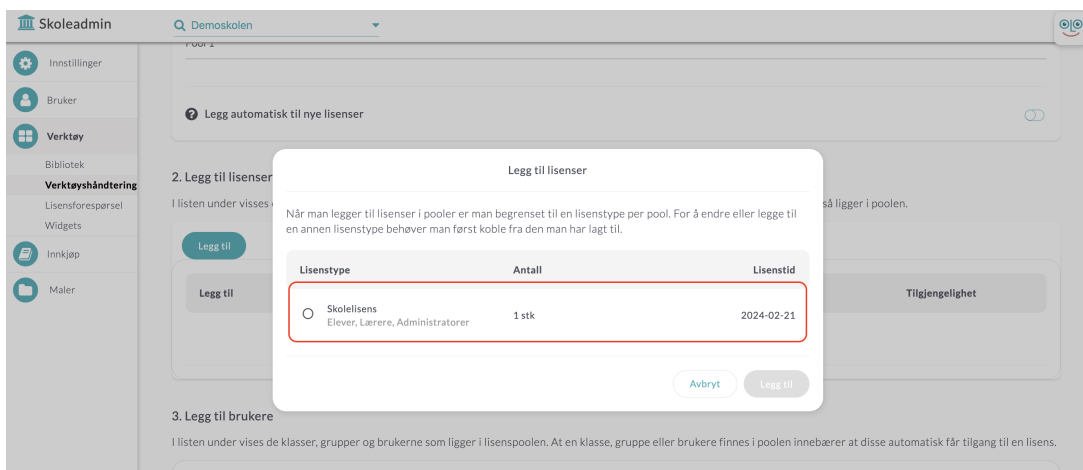 Skoleadmin
Demoskolen
Innstillinger
Bruker
Verktøy
Bibliotek
Verktøyshåndtering
Lisensforespørsel
Widgets
Innkjøp
Maler
Pool 1
Legg automatisk til nye lisenser
2. Legg til lisenser
I listen under visses
så ligger i poolen.
Legg til
Legg til
Tilgjengelighet
Legg til lisenser
Når man legger til lisenser i pooler er man begrenset til en lisenstype per pool. For å endre eller legge til
en annen lisenstype behøver man først koble fra den man har lagt til.
Lisenstype Antall Lisenstid
Skolelisens
Elever, Lærere, Administratorer
1 stk
2024-02-21
Avbryt
Legg til
3. Legg til brukere
I listen under vises de klasser, grupper og brukerne som ligger i lisenspoolen. At en klasse, gruppe eller brukere finnes i poolen innebærer at disse automatisk får tilgang til en lisens.